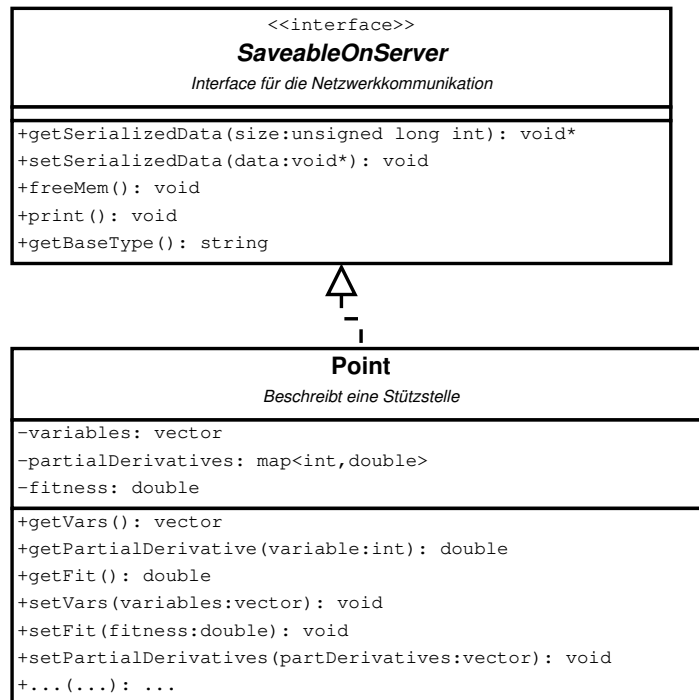 <<interface>>
SaveableOnServer
Interface für die Netzwerkkommunikation
+getSerializedData(size:unsigned long int): void*
+setSerializedData(data:void*): void
+freeMem(): void
+print(): void
+getBaseType(): string
Point
Beschreibt eine Stützstelle
-variables: vector
-partialDerivatives: map<int,double>
-fitness: double
+getVars(): vector
+getPartialDerivative(variable:int): double
+getFit(): double
+setVars(variables:vector): void
+setFit(fitness:double): void
+setPartialDerivatives(partDerivatives:vector): void
+...(...): ...